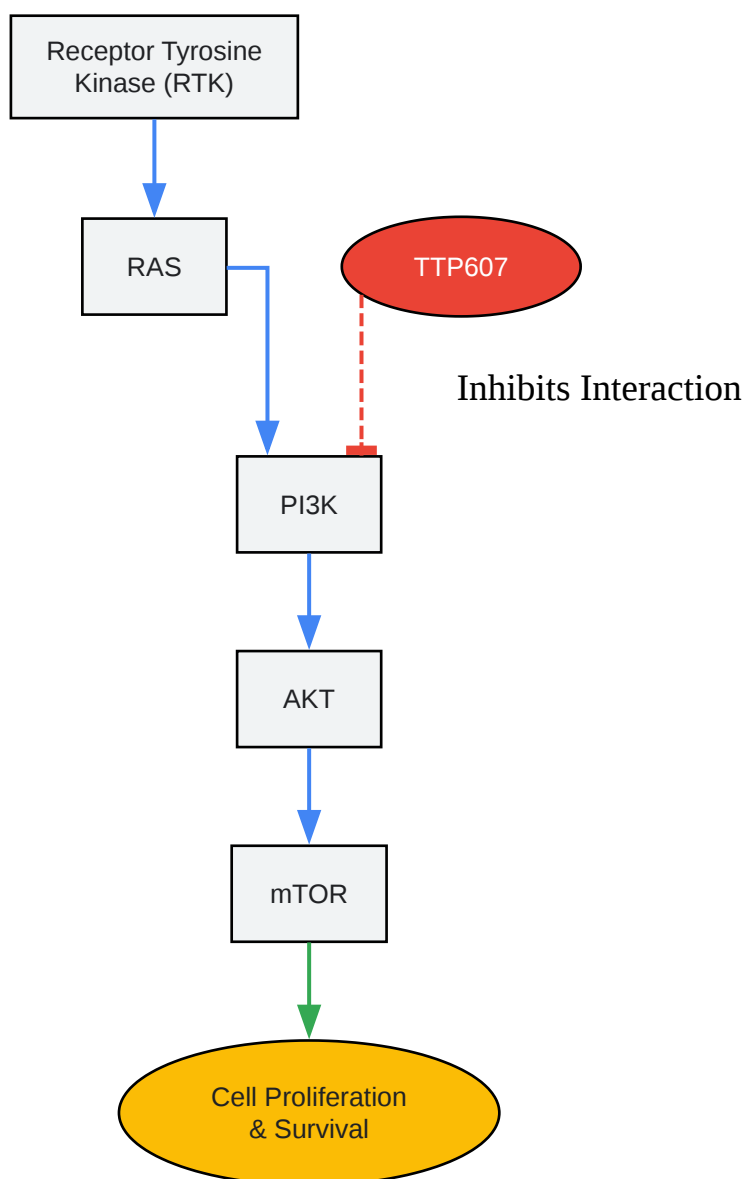 Receptor Tyrosine
Kinase (RTK)
RAS
TTP607
Inhibits Interaction
PI3K
AKT
mTOR
Cell Proliferation
& Survival